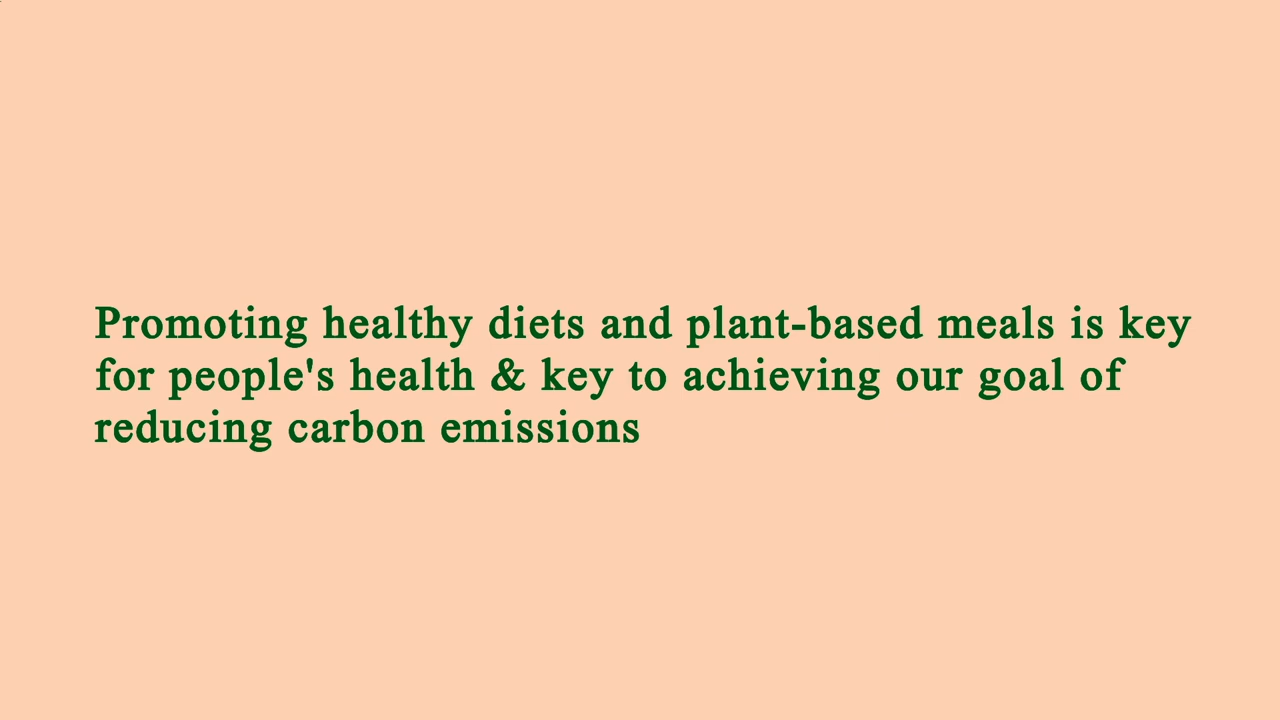 Promoting healthy diets and plant-based meals is key
for people's health & key to achieving our goal of
reducing carbon emissions